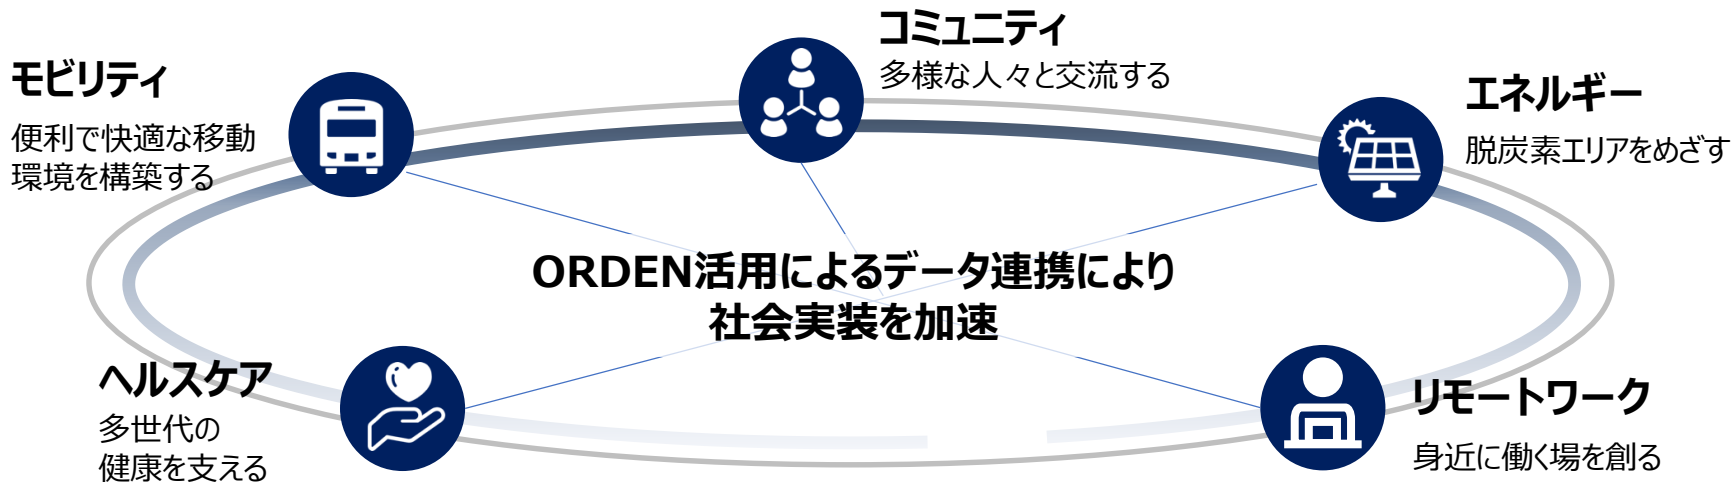 コミュニティ
多様な人々と交流する
モビリティ
便利で快適な移動
環境を構築する
エネルギー
脱炭素エリアをめざす
ORDEN活用によるデータ連携により
社会実装を加速
ヘルスケア
多世代の
健康を支える
リモートワーク
身近に働く場を創る